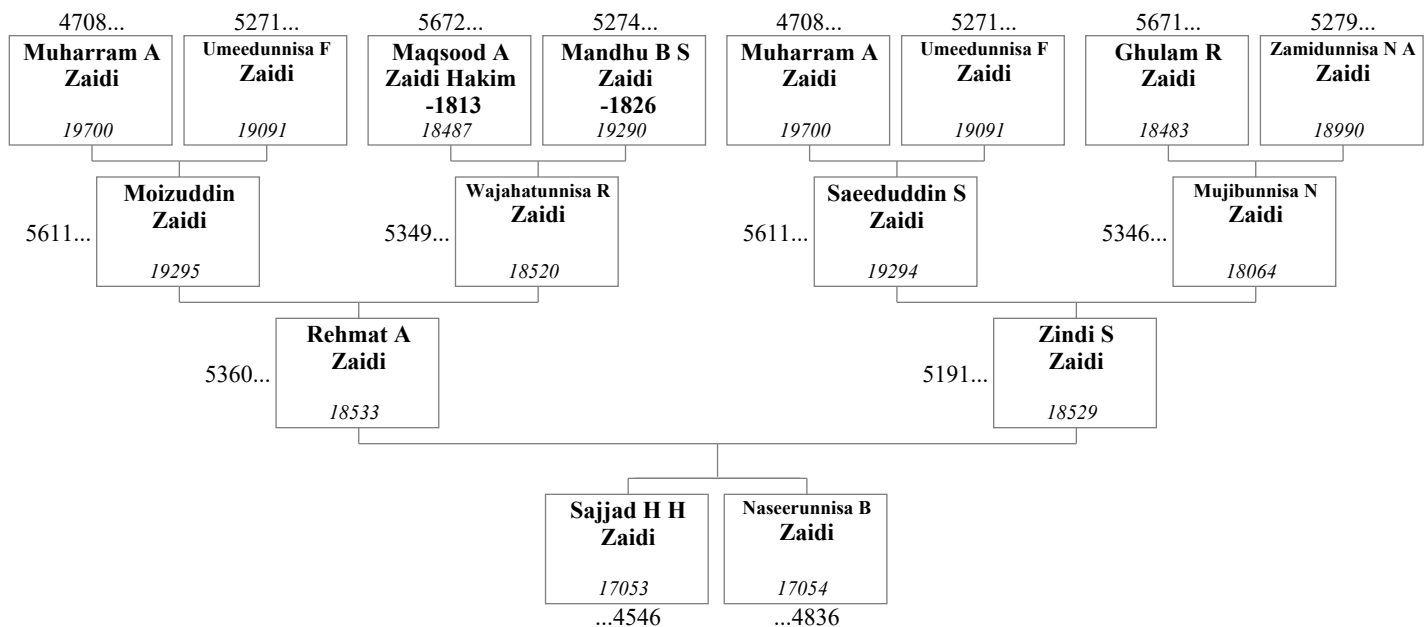 4708... 5271... 5672... 5274... 4708... 5271... 5671... 5279...
Muharram A
Zaidi
19700
Umeedunnisa F
Zaidi
19091
Maqsood A
Zaidi Hakim
-1813
18487
Mandhu B S
Zaidi
-1826
19290
Muharram A
Zaidi
19700
Umeedunnisa F
Zaidi
19091
Ghulam R
Zaidi
18483
Zamidunnisa N A
Zaidi
18990
5611...
Moizuddin
Zaidi
19295
5349...
Wajahatunnisa R
Zaidi
18520
5611...
Saeeduddin S
Zaidi
19294
5346...
Mujibunnisa N
Zaidi
18064
5360...
Rehmat A
Zaidi
18533
5191...
Zindi S
Zaidi
18529
Sajjad H H
Zaidi
17053
...4546
Naseerunnisa B
Zaidi
17054
...4836